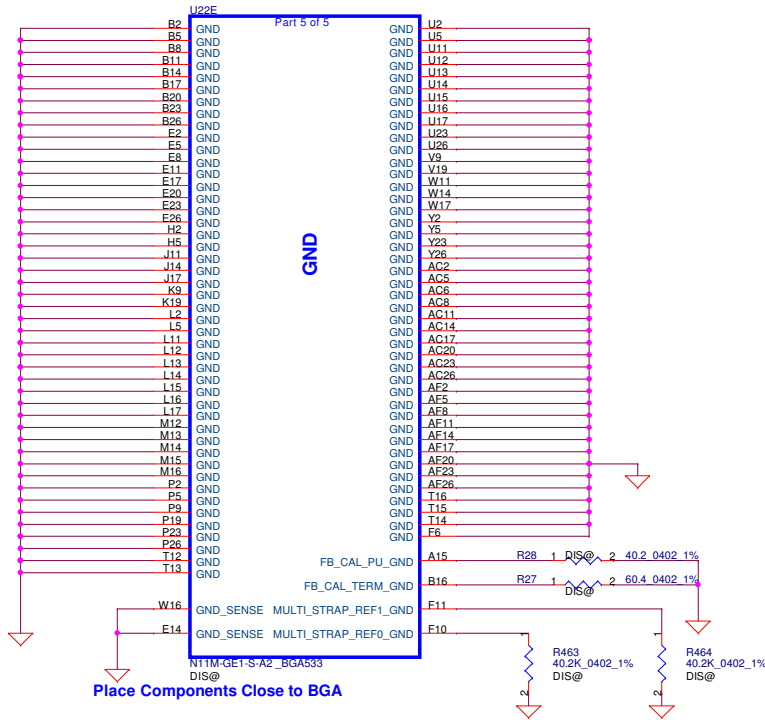 U22E
Part 5 of 5
B2 GND GND U2
B5 GND GND U5
B8 GND GND U11
B11 GND GND U12
B14 GND GND U13
B17 GND GND U14
B20 GND GND U15
B23 GND GND U16
B26 GND GND U17
E2 GND GND U23
E5 GND GND U26
E8 GND GND V9
E11 GND GND V19
E17 GND GND W11
E20 GND GND W14
E23 GND GND W17
E26 GND GND Y2
H2 GND GND Y5
H5 GND GND Y23
J11 GND GND Y26
J14 GND GND AC2
J17 GND GND AC5
K9 GND GND AC6
K19 GND GND AC8
L2 GND GND AC11
L5 GND GND AC14
L11 GND GND AC17
L12 GND GND AC20
L13 GND GND AC23
L14 GND GND AC26
L15 GND GND AF2
L16 GND GND AF5
L17 GND GND AF8
M12 GND GND AF11
M13 GND GND AF14
M14 GND GND AF17
M15 GND GND AF20
M16 GND GND AF23
P2 GND GND AF26
P5 GND GND T16
P9 GND GND T15
P19 GND GND T14
P23 GND GND F6
P26 GND
T12 GND
T13 GND
GND
FB_CAL_PU_GND A15 R28 1 DIS@ 2 40.2_0402_1%
FB_CAL_TERM_GND B16 R27 1 DIS@ 2 60.4_0402_1%
W16 GND_SENSE MULTI_STRAP_REF1_GND F11
E14 GND_SENSE MULTI_STRAP_REF0_GND F10
1
R463
40.2K_0402_1%
DIS@
2
1
R464
40.2K_0402_1%
DIS@
2
N11M-GE1-S-A2 _BGA533
DIS@
Place Components Close to BGA